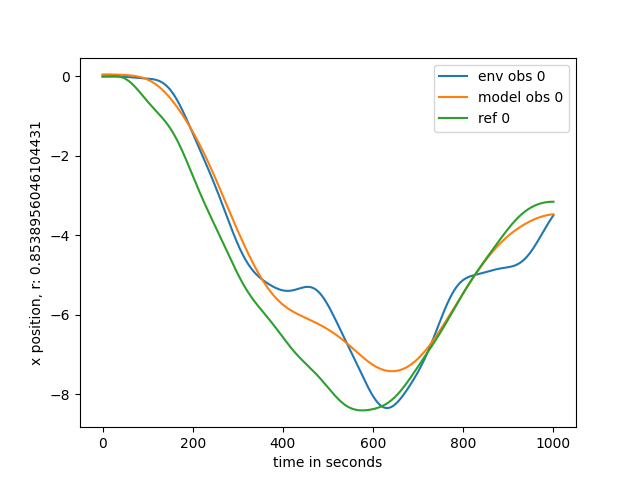 env obs 0
model obs 0
ref 0
0
−2
−4
−6
−8
x position, r: 0.8538956046104431
0 200 400 600 800 1000
time in seconds